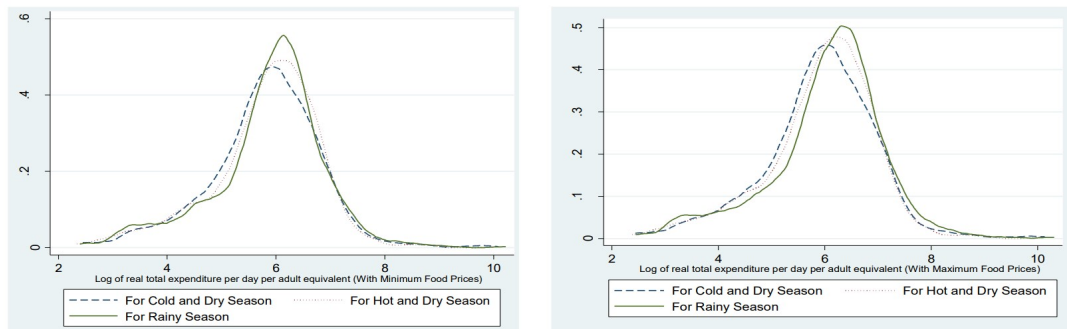 .6
.4
.2
0
2 4 6 8 10
Log of real total expenditure per day per adult equivalent (With Minimum Food Prices)
For Cold and Dry Season For Hot and Dry Season
For Rainy Season
.5
.4
.3
.2
.1
0
2 4 6 8 10
Log of real total expenditure per day per adult equivalent (With Maximum Food Prices)
For Cold and Dry Season For Hot and Dry Season
For Rainy Season